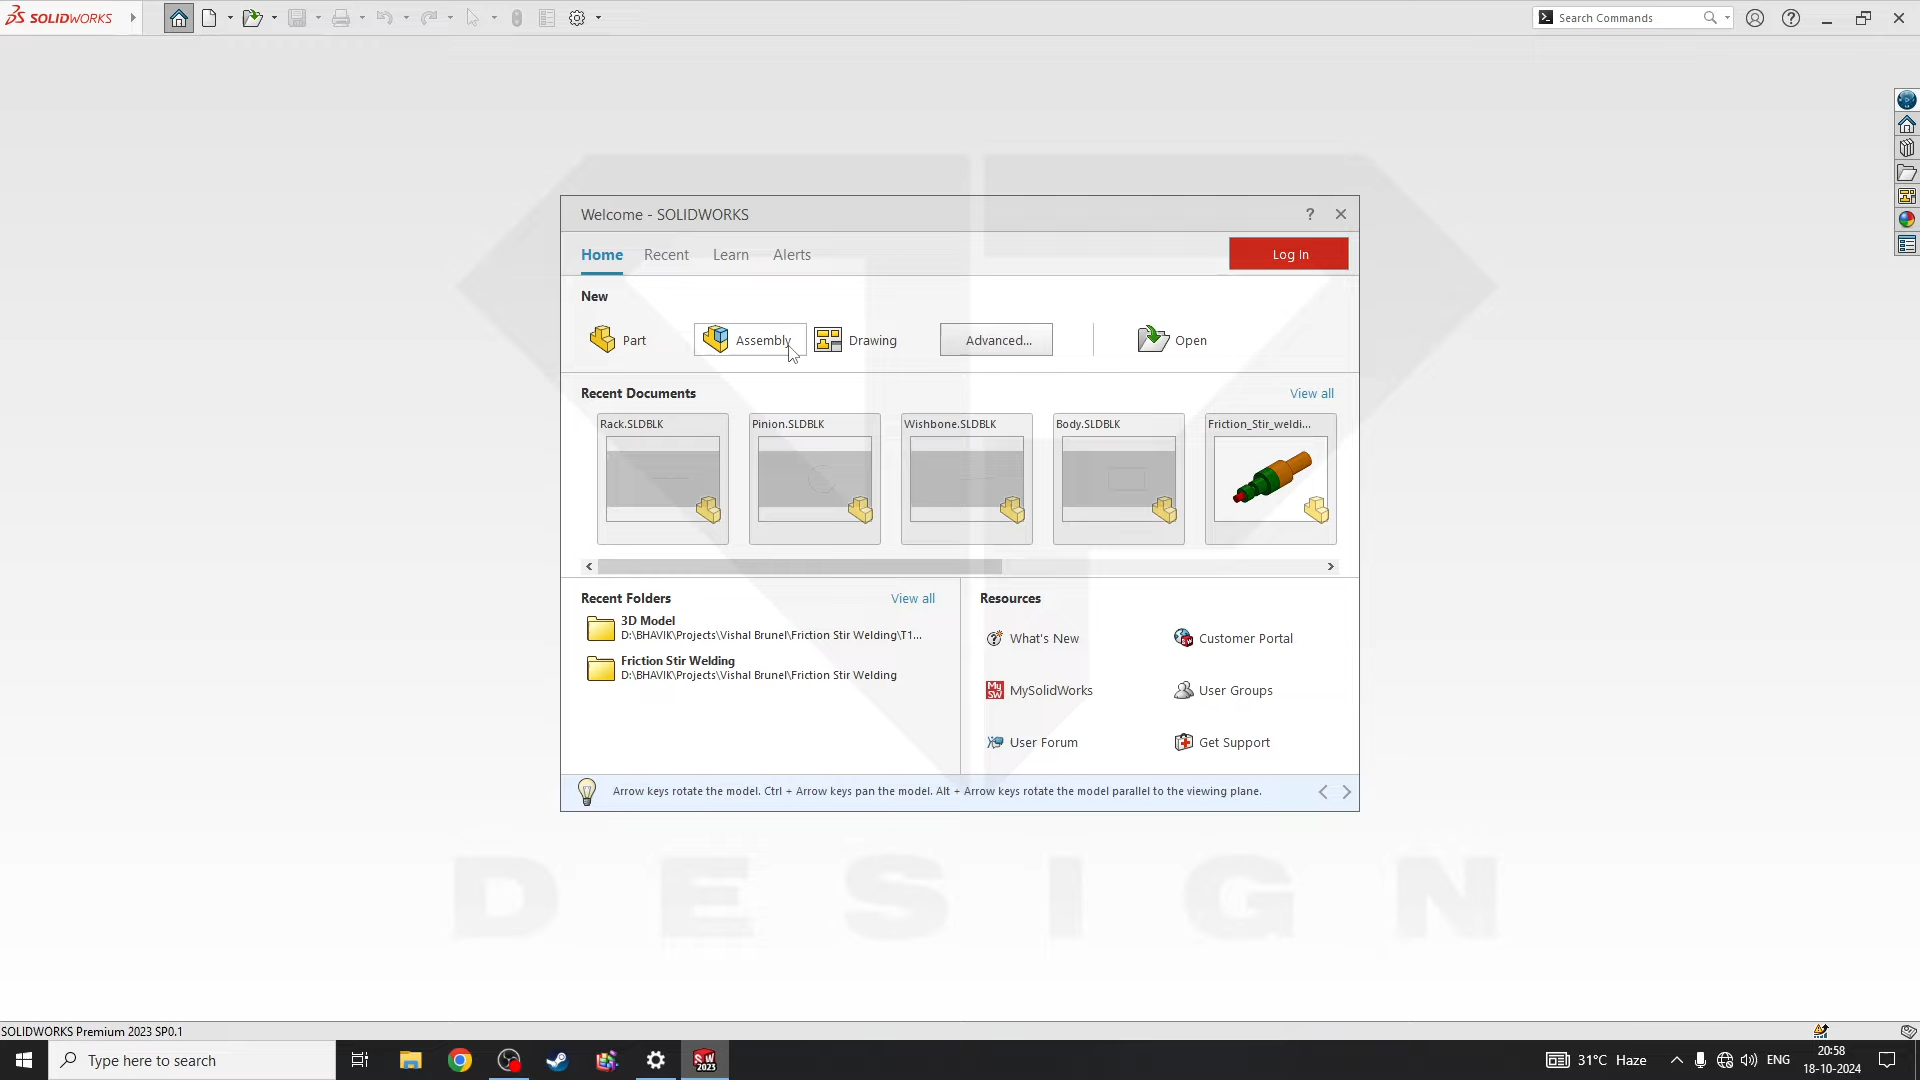 SOLIDWORKS
Search Commands
Welcome - SOLIDWORKS
?
Home Recent Learn Alerts
Log In
New
Part
Assembly
Drawing
Advanced...
Open
Recent Documents
View all
Rack.SLDBLK
Pinion.SLDBLK
Wishbone.SLDBLK
Body.SLDBLK
Friction_Stir_weldi...
Recent Folders
View all
3D Model
D:\BHAVIK\Projects\Vishal Brunel\Friction Stir Welding\T1...
Friction Stir Welding
D:\BHAVIK\Projects\Vishal Brunel\Friction Stir Welding
Resources
What's New
Customer Portal
My SW
MySolidWorks
User Groups
User Forum
Get Support
Arrow keys rotate the model. Ctrl + Arrow keys pan the model. Alt + Arrow keys rotate the model parallel to the viewing plane.
DESIGN
SOLIDWORKS Premium 2023 SP0.1
Type here to search
SW
2023
31°C Haze
ENG
20:58
18-10-2024